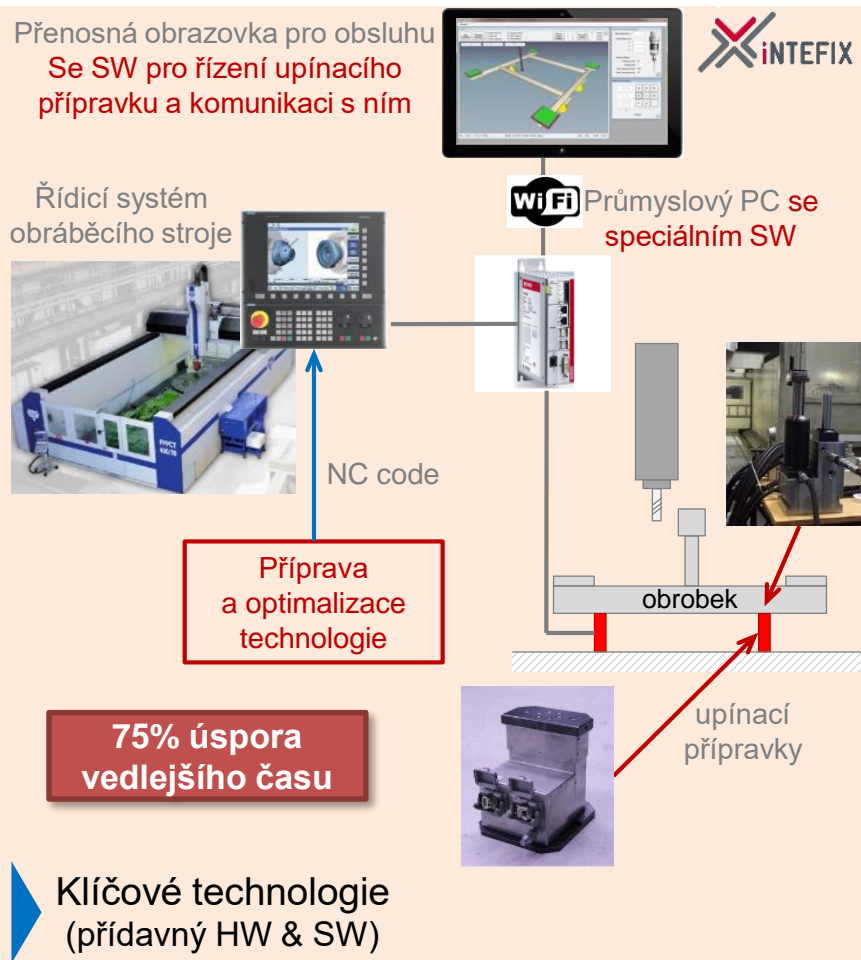 Přenosná obrazovka pro obsluhu
Se SW pro řízení upínacího
přípravku a komunikaci s ním
iNTEFIX
Řídicí systém
obráběcího stroje
WiFi
Průmyslový PC se
speciálním SW
NC code
Příprava
a optimalizace
technologie
obrobek
upínací
přípravky
75% úspora
vedlejšího času
Klíčové technologie
(přídavný HW & SW)